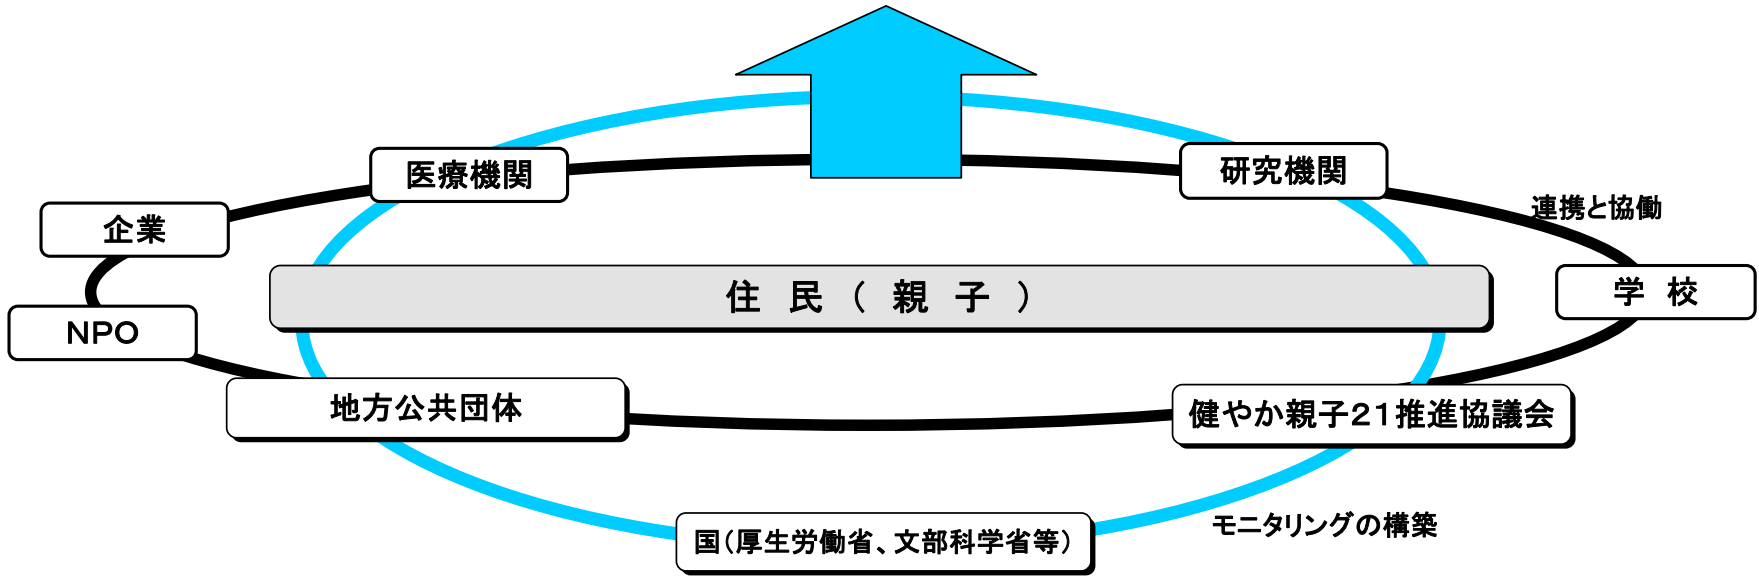 医療機関
研究機関
連携と協働
企業
住　民（　親　子　）
学　校
NPO
地方公共団体
健やか親子２１推進協議会
モニタリングの構築
国（厚生労働省、文部科学省等）